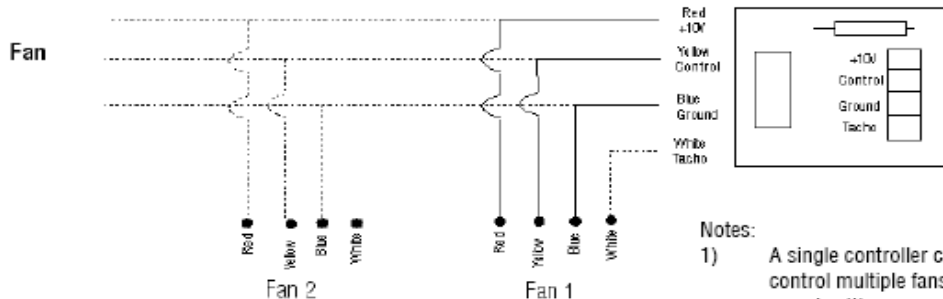 Fan
Red
+10V
Yellow
Control
Blue
Ground
White
Tacho
+10V
Control
Ground
Tacho
Red
Yellow
Blue
White
Fan 2
Red
Yellow
Blue
White
Fan 1
Notes:
1) A single controller c
control multiple fans